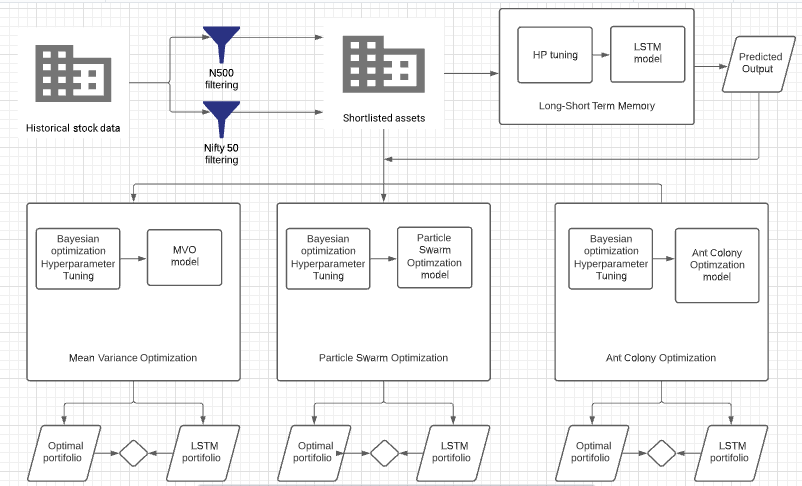 Historical stock data
N500
filtering
Nifty 50
filtering
Shortlisted assets
HP tuning
LSTM
model
Long-Short Term Memory
Predicted
Output
Bayesian
optimization
Hyperparameter
Tuning
MVO
model
Mean Variance Optimization
Bayesian
optimization
Hyperparameter
Tuning
Particle
Swarm
Optimzation
model
Particle Swarm Optimization
Bayesian
optimization
Hyperparameter
Tuning
Ant Colony
Optimzation
model
Ant Colony Optimization
Optimal
portfolio
LSTM
portfolio
Optimal
portfolio
LSTM
portfolio
Optimal
portfolio
LSTM
portfolio